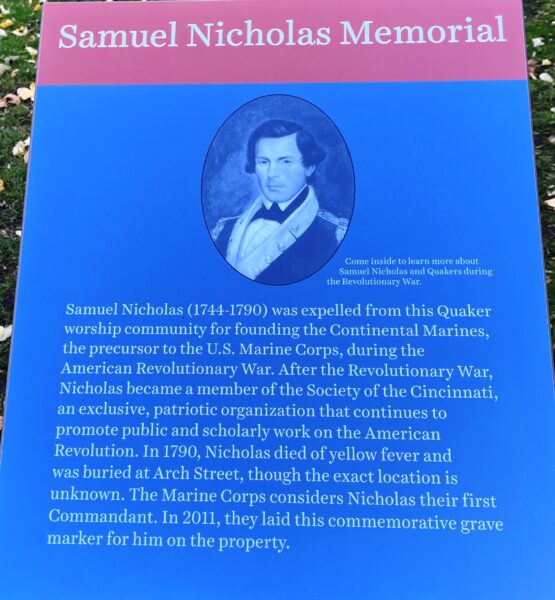 Samuel Nicholas Memorial
Come inside to learn more about
Samuel Nicholas and Quakers during
the Revolutionary War.
Samuel Nicholas (1744-1790) was expelled from this Quaker
worship community for founding the Continental Marines,
the precursor to the U.S. Marine Corps, during the
American Revolutionary War. After the Revolutionary War,
Nicholas became a member of the Society of the Cincinnati,
an exclusive, patriotic organization that continues to
promote public and scholarly work on the American
Revolution. In 1790, Nicholas died of yellow fever and
was buried at Arch Street, though the exact location is
unknown. The Marine Corps considers Nicholas their first
Commandant. In 2011, they laid this commemorative grave
marker for him on the property.